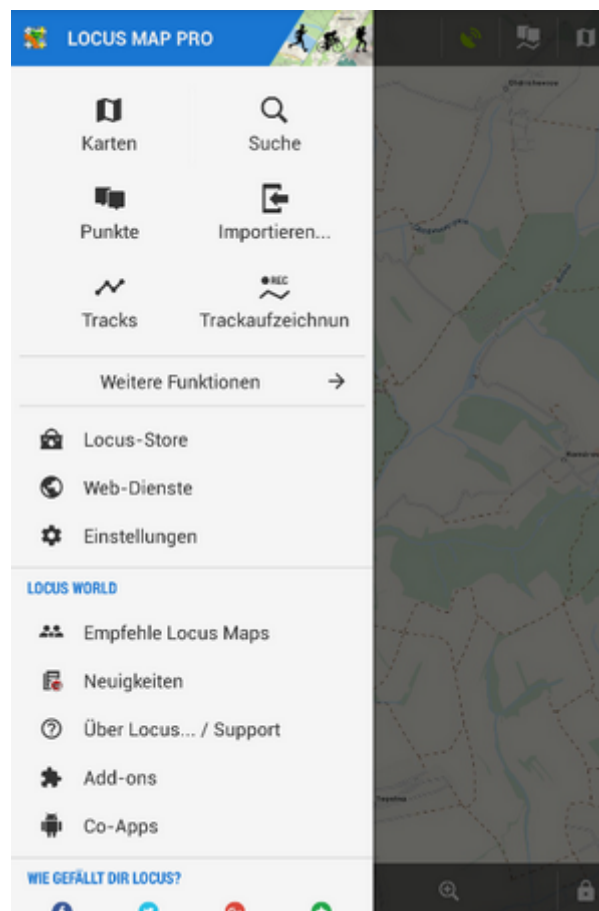 LOCUS MAP PRO
Karten
Suche
Punkte
Importieren...
Tracks
REC
Trackaufzeichnun
Weitere Funktionen
Locus-Store
Web-Dienste
Einstellungen
LOCUS WORLD
Empfehle Locus Maps
Neuigkeiten
Über Locus... / Support
Add-ons
Co-Apps
WIE GEFÄLLT DIR LOCUS?